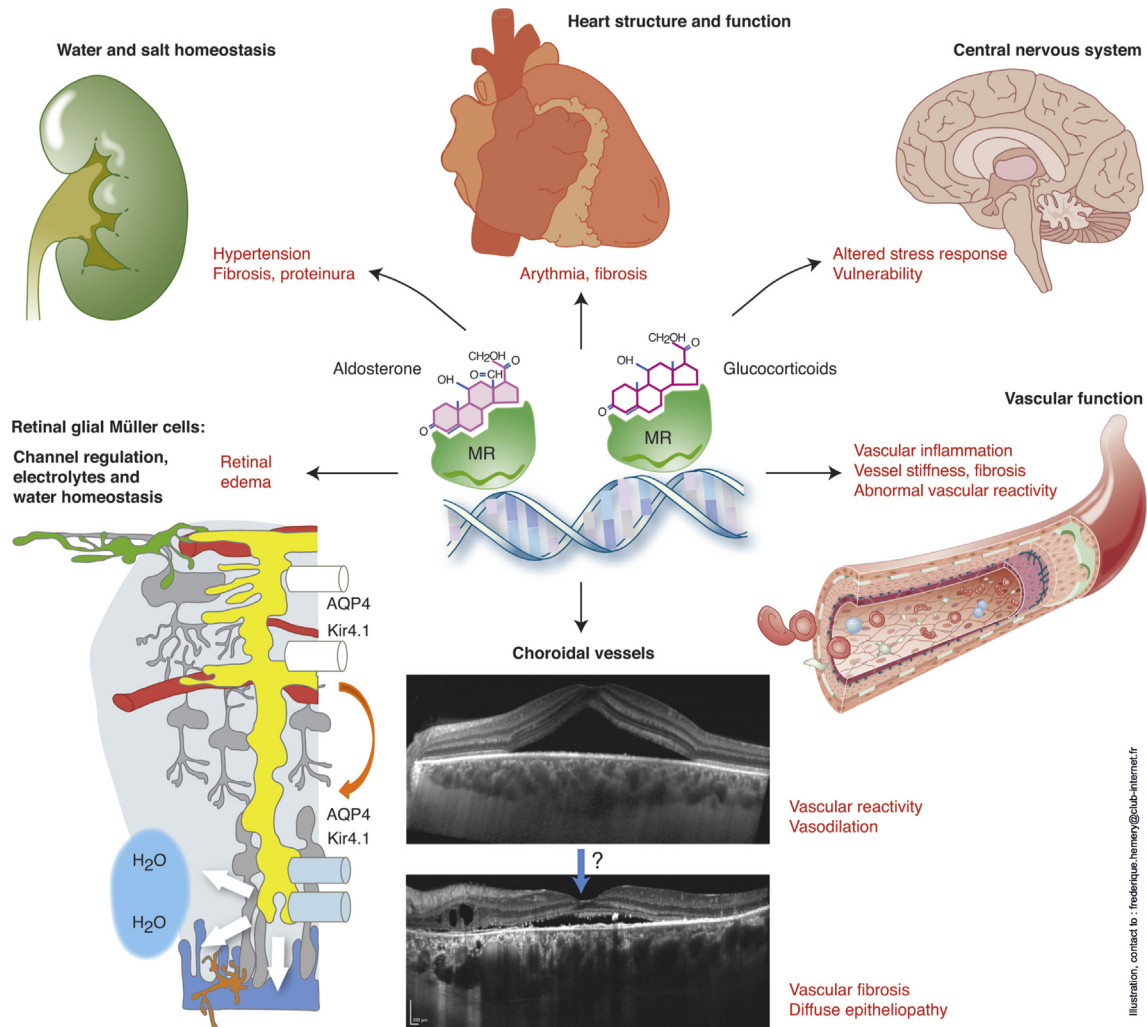 Heart structure and function
Water and salt homeostasis
Central nervous system
Hypertension
Fibrosis, proteinura
Arythmia, fibrosis
Altered stress response
Vulnerability
Aldosterone
CH₂OH
O
O=CH
OH
O
MR
CH₂OH
O
OH
O
MR
Glucocorticoids
Vascular function
Vascular inflammation
Vessel stiffness, fibrosis
Abnormal vascular reactivity
Retinal glial Müller cells:
Channel regulation,
electrolytes and
water homeostasis
Retinal
edema
AQP4
Kir4.1
AQP4
Kir4.1
H₂O
H₂O
Choroidal vessels
Vascular reactivity
Vasodilation
?
Vascular fibrosis
Diffuse epitheliopathy
200 µm
Illustration, contact to : frederique.hemery@club-internet.fr